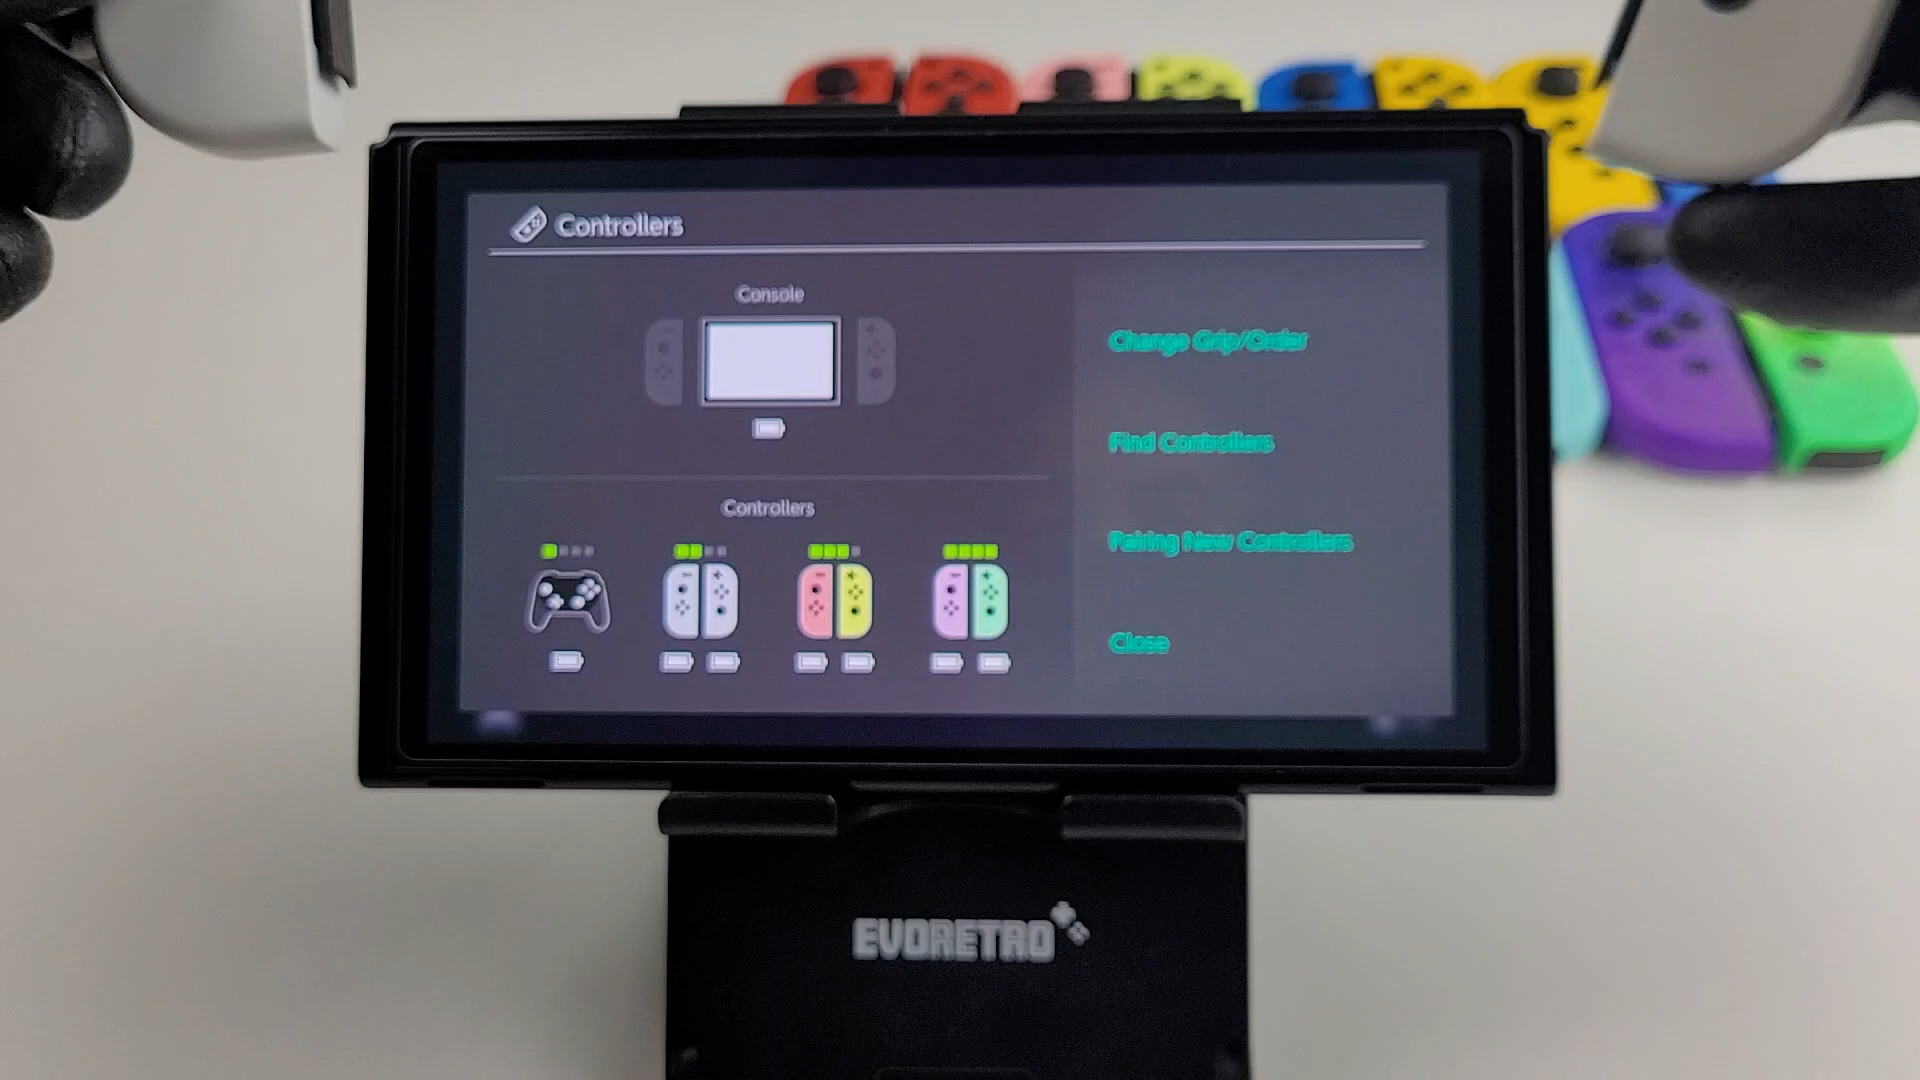 Controllers
Console
Change Grip/Order
Find Controllers
Pairing New Controllers
Close
Controllers
EVORETRO